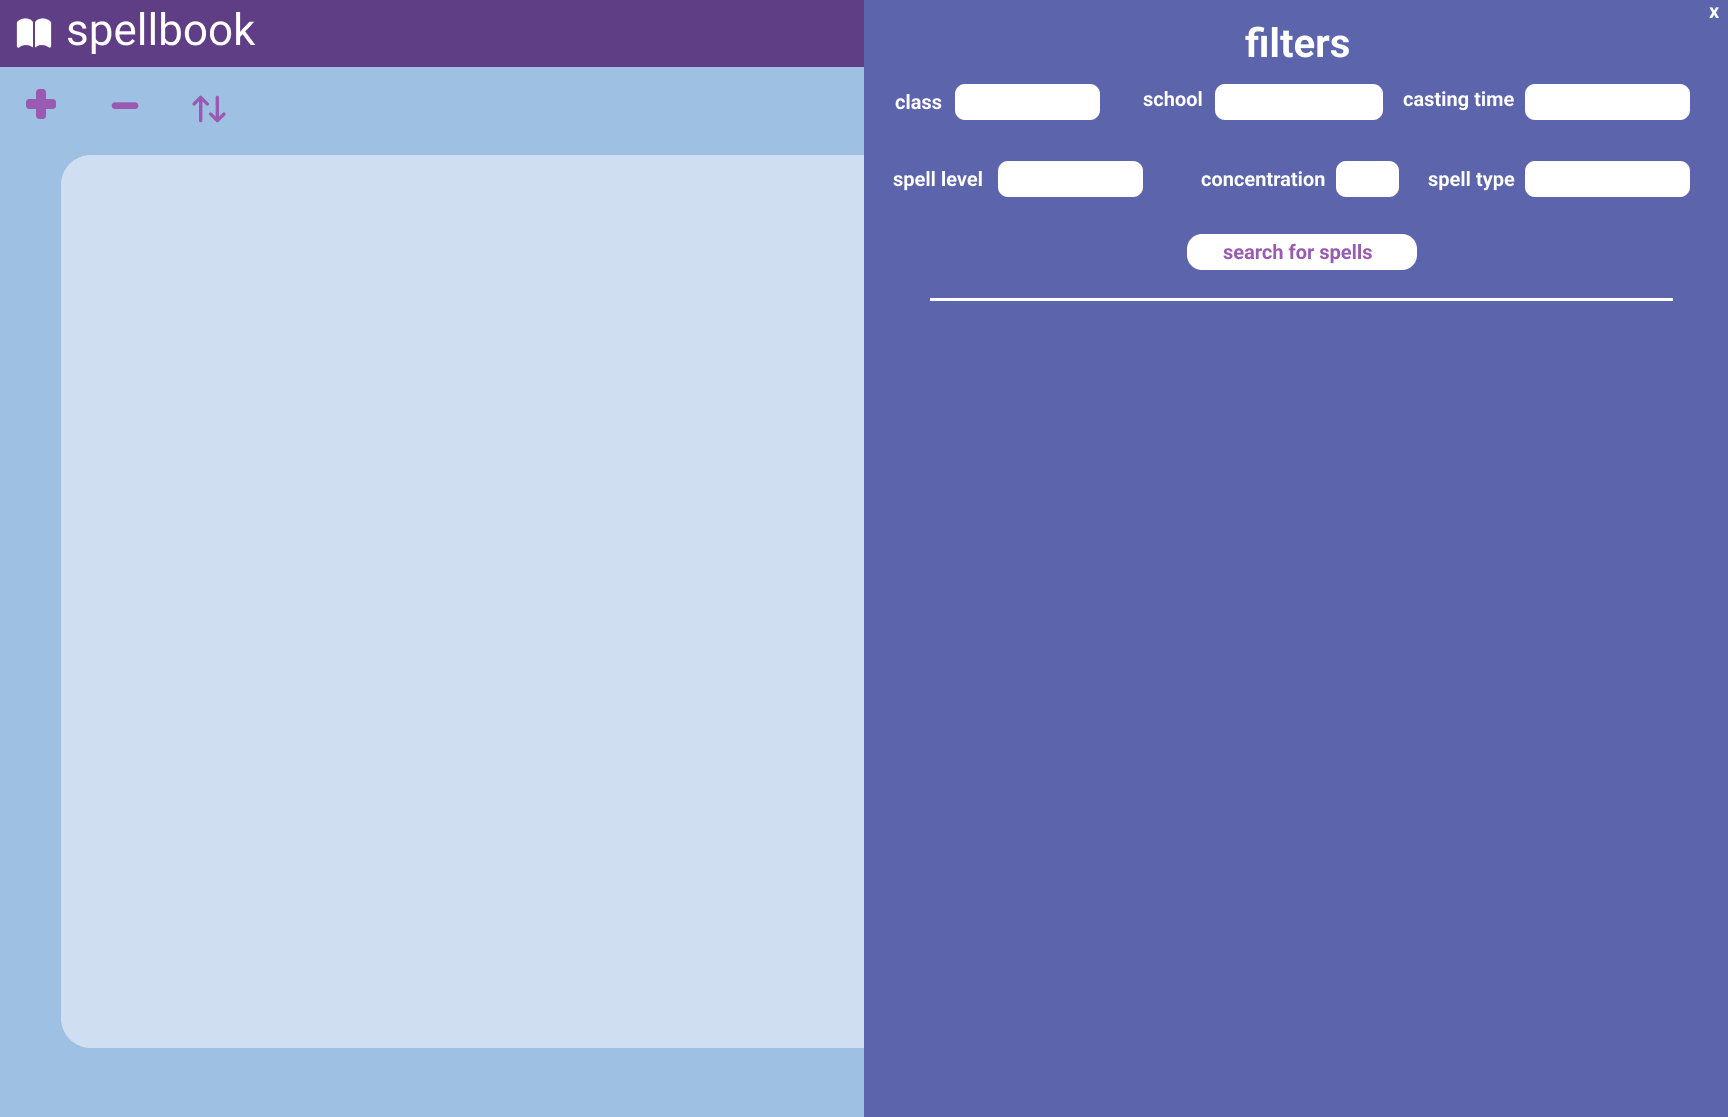 spellbook
x
filters
class
school
casting time
spell level
concentration
spell type
search for spells